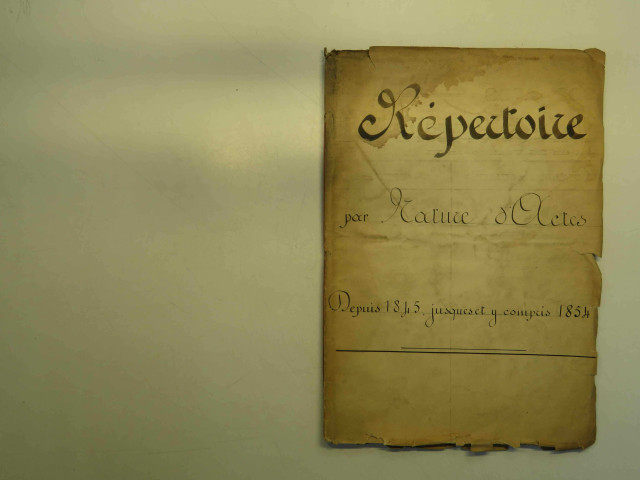 Répertoire
par Nature d'Actes
Depuis 1845, jusques et y compris 1854